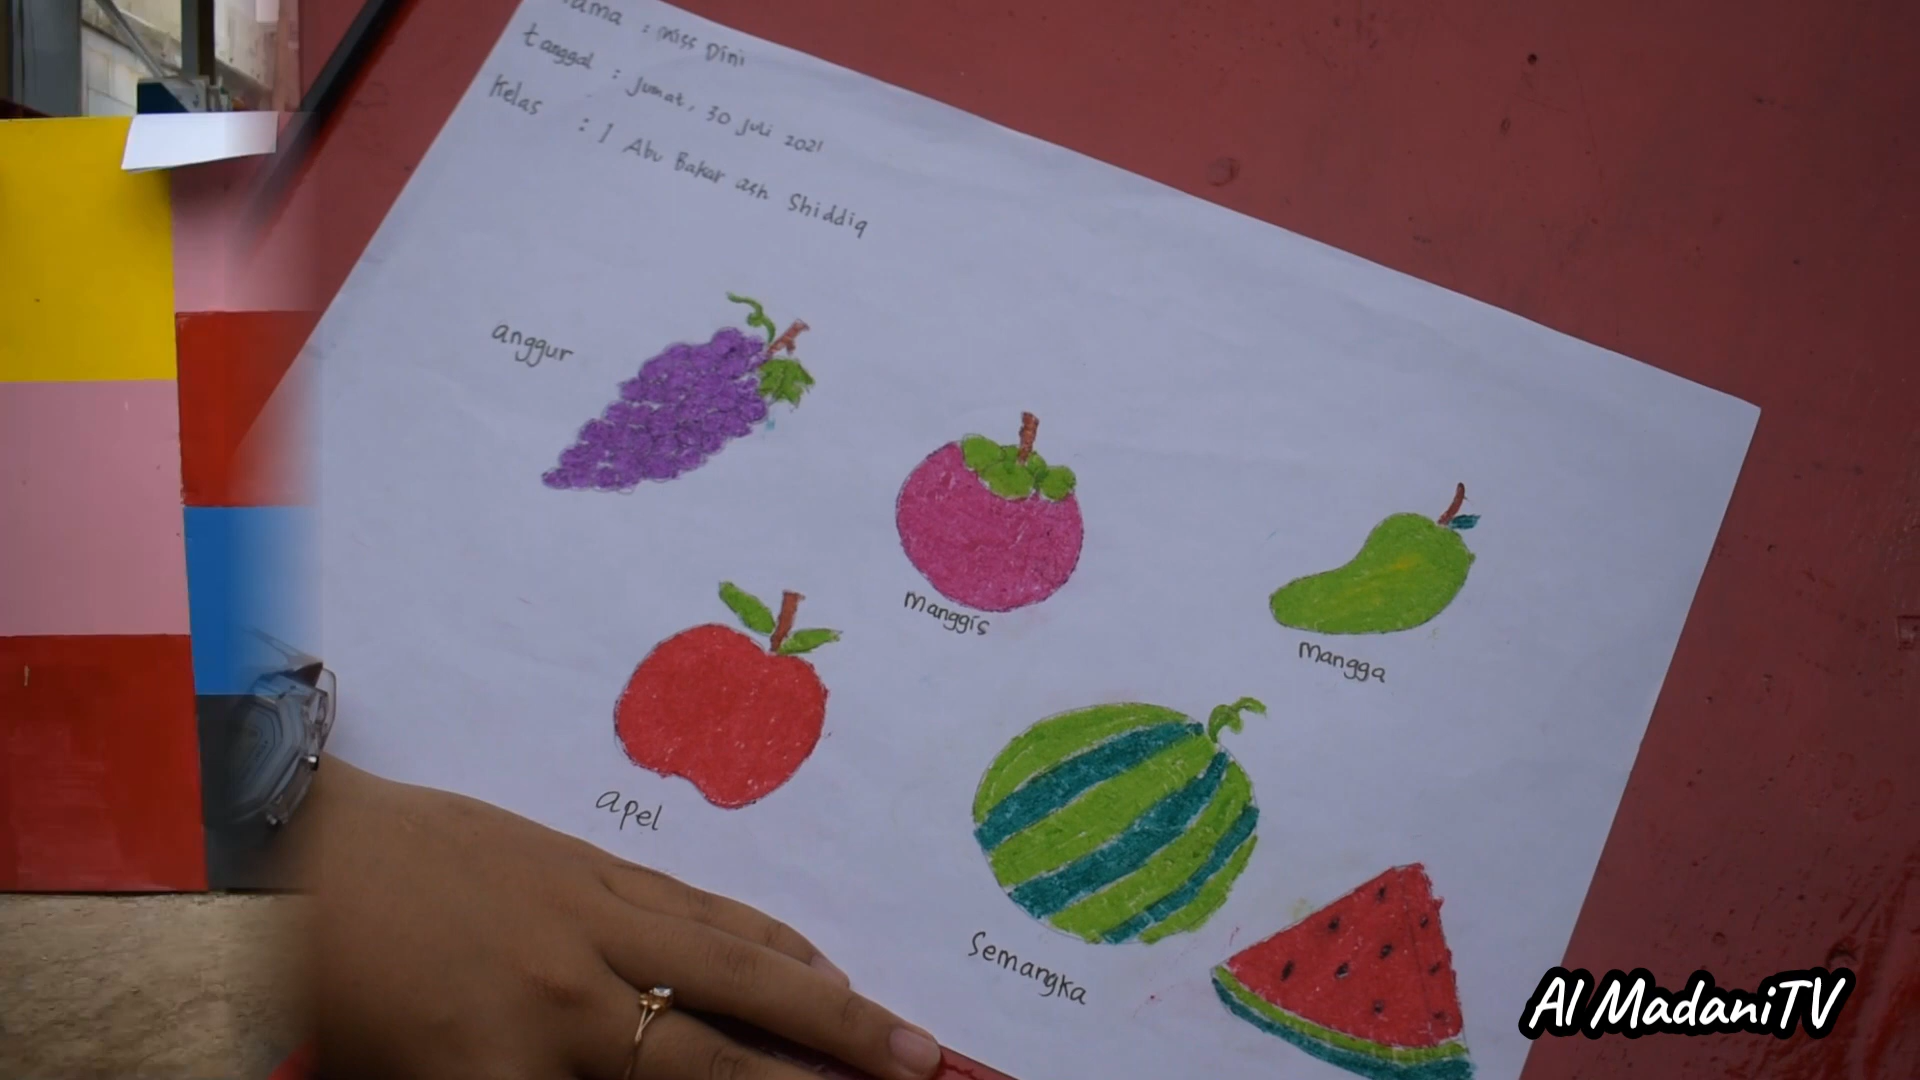 nama : miss Dini
tanggal : Jumat, 30 Juli 2021
Kelas : 1 Abu Bakar ash Shiddiq
anggur
manggis
mangga
apel
Semangka
Al MadaniTV